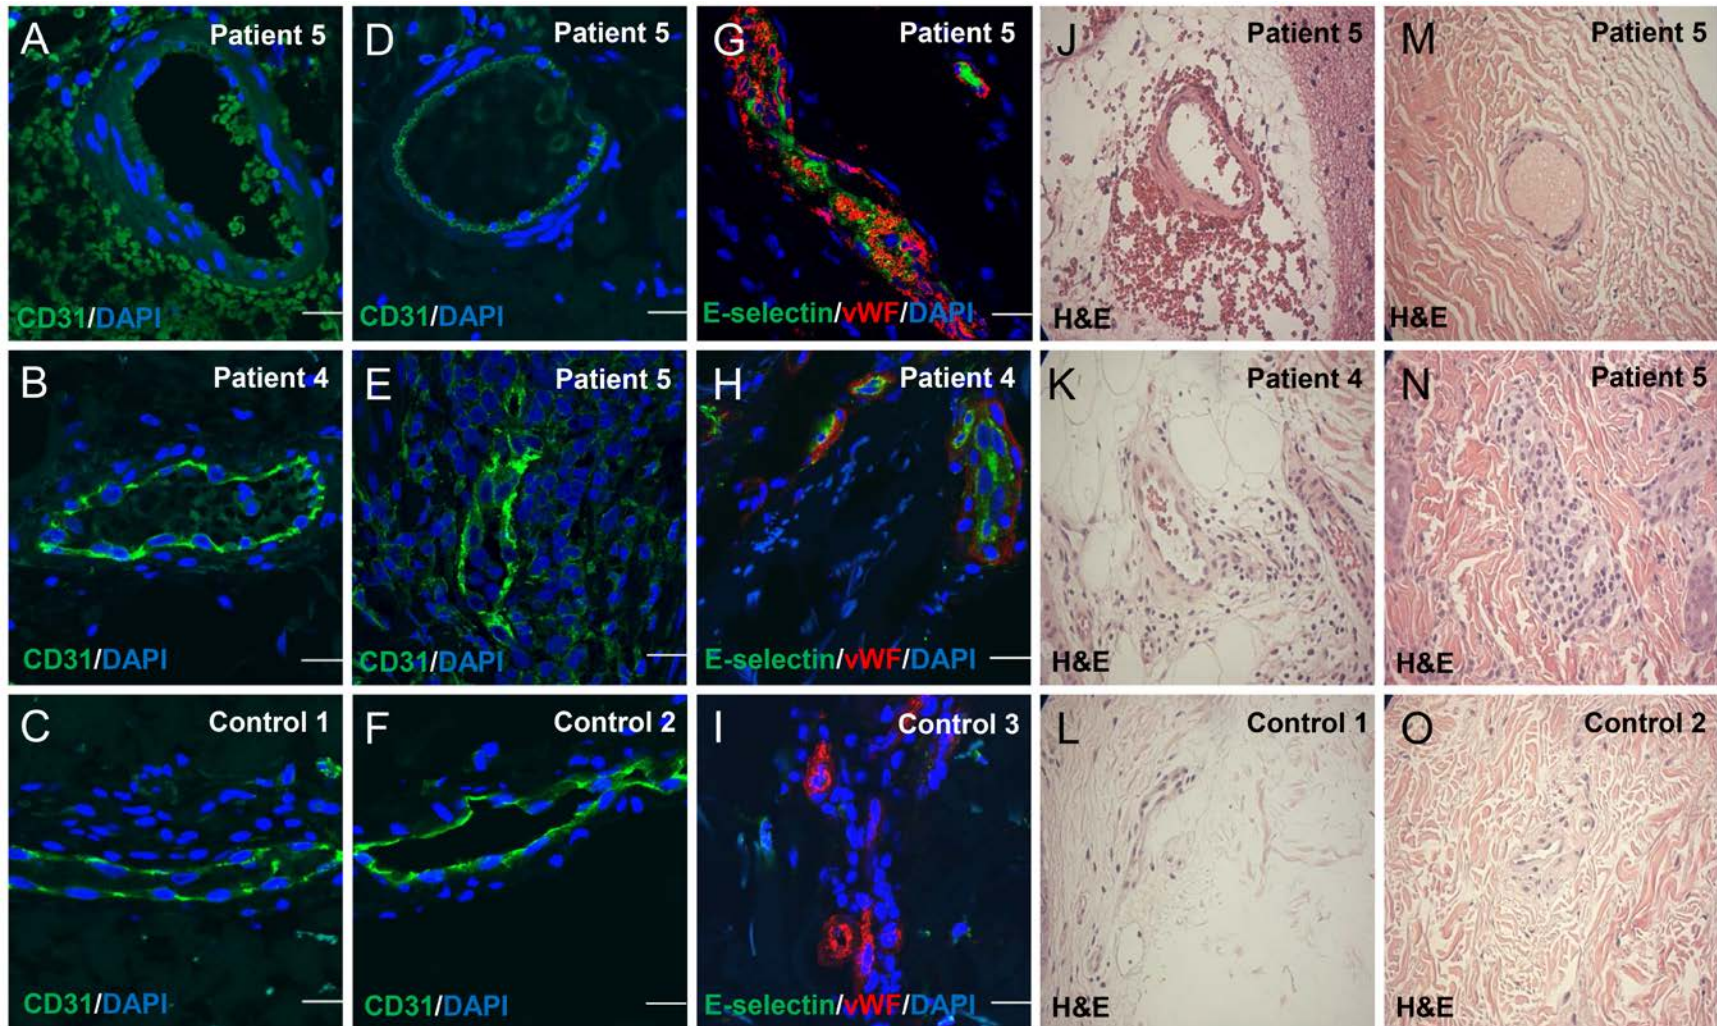 A Patient 5
CD31/DAPI
D Patient 5
CD31/DAPI
G Patient 5
E-selectin/vWF/DAPI
J Patient 5
H&E
M Patient 5
H&E
B Patient 4
CD31/DAPI
E Patient 5
CD31/DAPI
H Patient 4
E-selectin/vWF/DAPI
K Patient 4
H&E
N Patient 5
H&E
C Control 1
CD31/DAPI
F Control 2
CD31/DAPI
I Control 3
E-selectin/vWF/DAPI
L Control 1
H&E
O Control 2
H&E